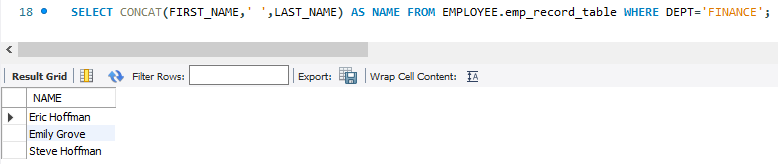 18 SELECT CONCAT(FIRST_NAME,' ',LAST_NAME) AS NAME FROM EMPLOYEE.emp_record_table WHERE DEPT='FINANCE';
Result Grid Filter Rows: Export: Wrap Cell Content:
NAME
Eric Hoffman
Emily Grove
Steve Hoffman